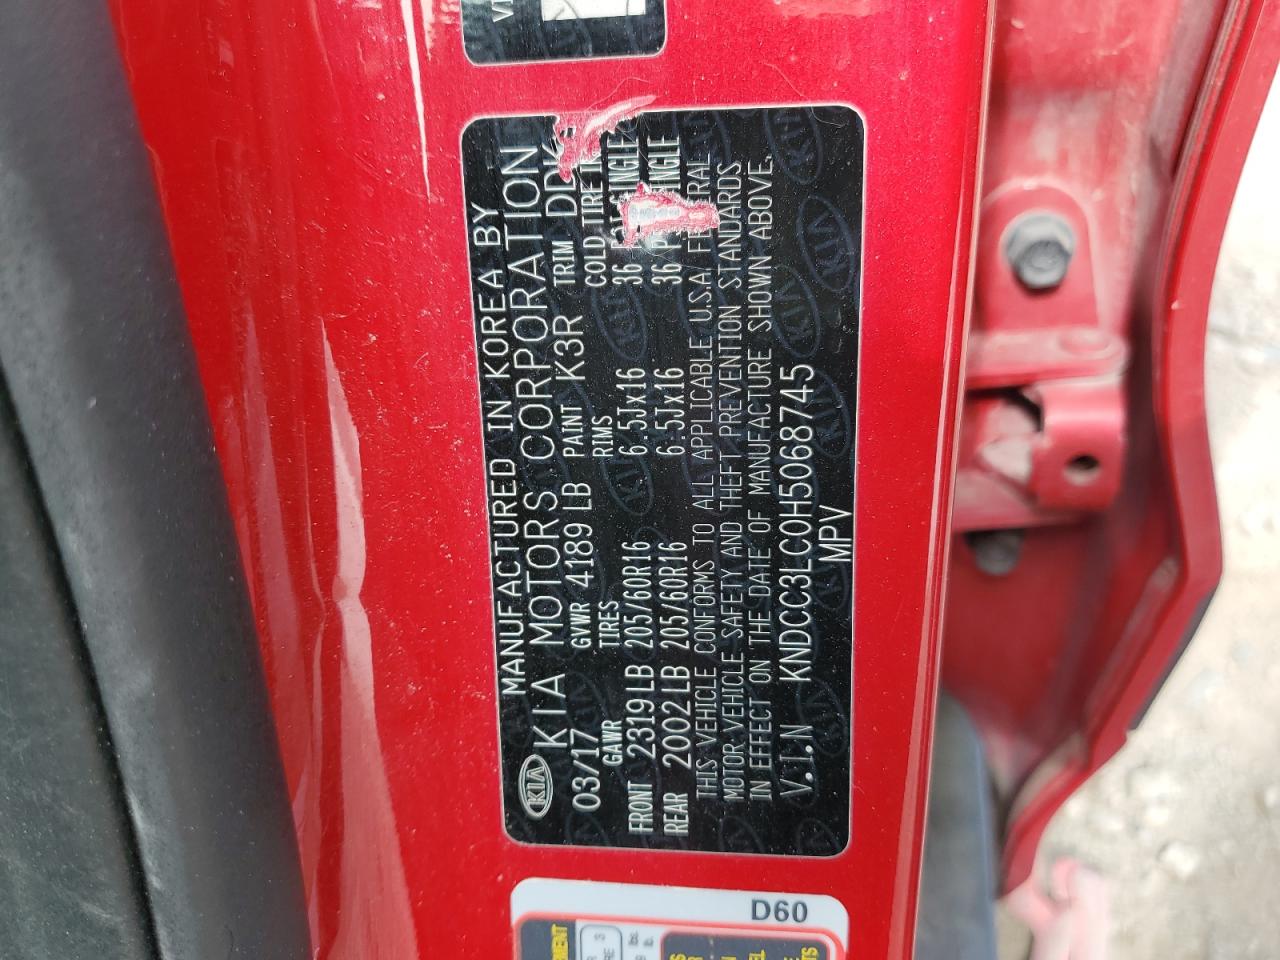 VI
KIA
MANUFACTURED IN KOREA BY
KIA MOTORS CORPORATION
03/17 GVWR 4189 LB PAINT K3R TRIM DDK
GAWR TIRES RIMS COLD TIRE
FRONT 2319LB 205/60R16 6.5Jx16 36
REAR 2002LB 205/60R16 6.5Jx16 36
THIS VEHICLE CONFORMS TO ALL APPLICABLE U.S.A. FEDERAL
MOTOR VEHICLE SAFETY AND THEFT PREVENTION STANDARDS
IN EFFECT ON THE DATE OF MANUFACTURE SHOWN ABOVE.
V.I.N KNDCC3LC0H5068745
MPV
D60